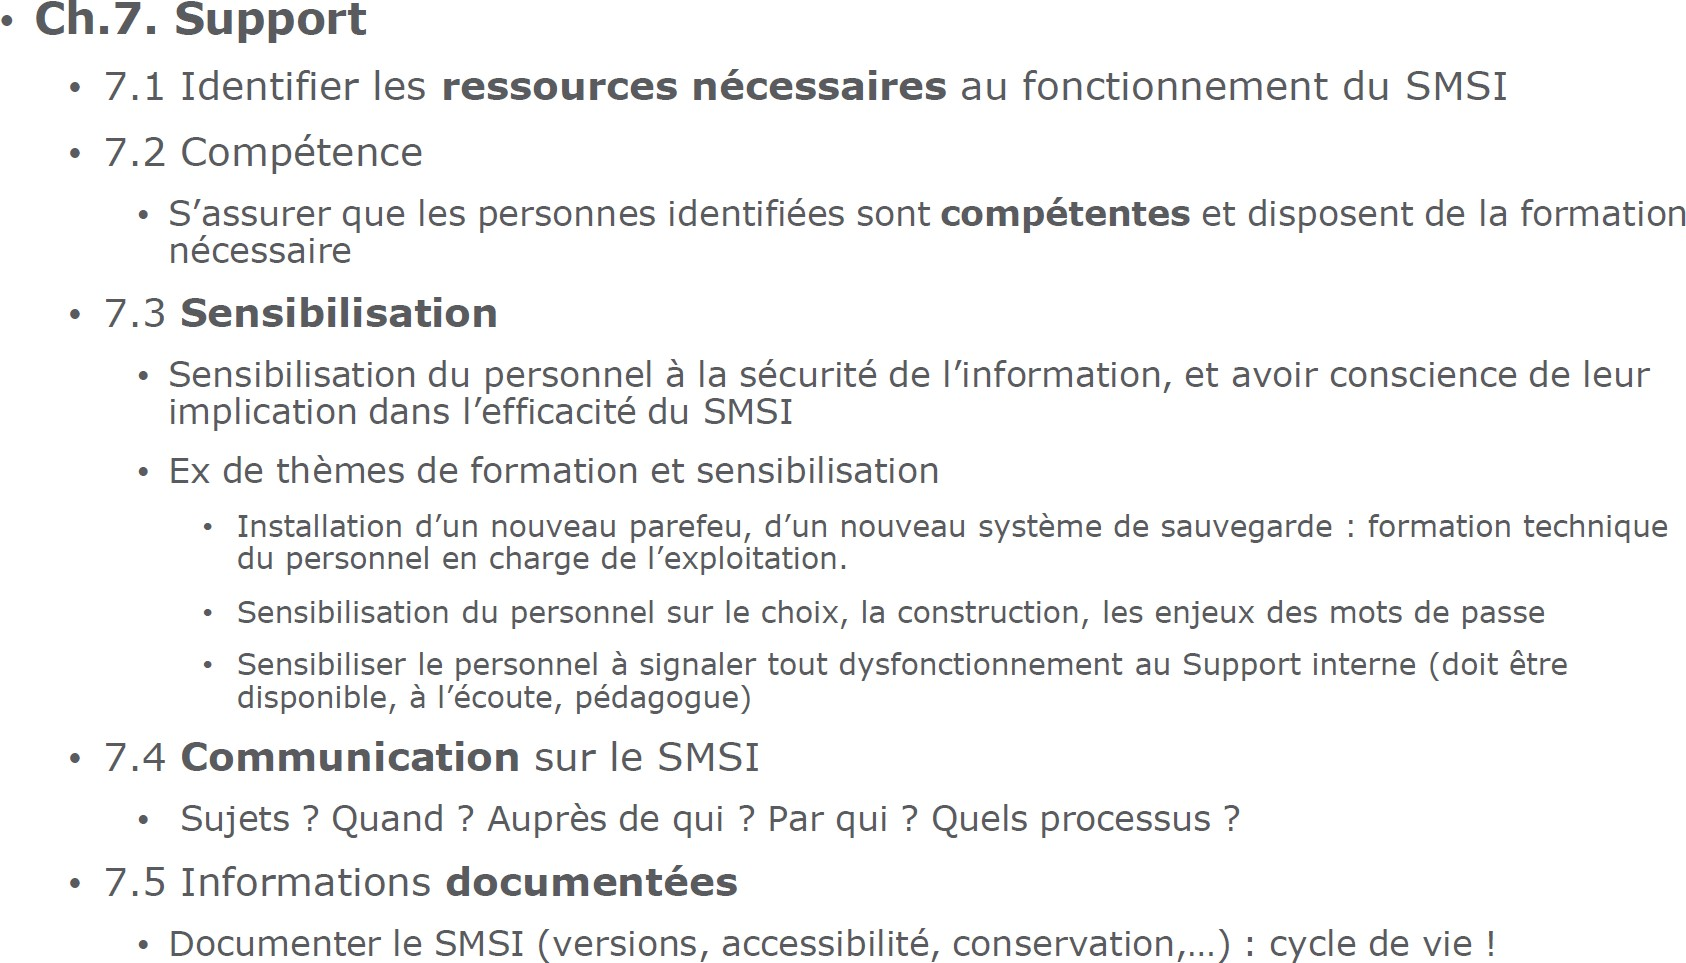 • Ch.7. Support
• 7.1 Identifier les ressources nécessaires au fonctionnement du SMSI
• 7.2 Compétence
• S’assurer que les personnes identifiées sont compétentes et disposent de la formation
nécessaire
• 7.3 Sensibilisation
• Sensibilisation du personnel à la sécurité de l’information, et avoir conscience de leur
implication dans l’efficacité du SMSI
• Ex de thèmes de formation et sensibilisation
• Installation d’un nouveau parefeu, d’un nouveau système de sauvegarde : formation technique
du personnel en charge de l’exploitation.
• Sensibilisation du personnel sur le choix, la construction, les enjeux des mots de passe
• Sensibiliser le personnel à signaler tout dysfonctionnement au Support interne (doit être
disponible, à l’écoute, pédagogue)
• 7.4 Communication sur le SMSI
• Sujets ? Quand ? Auprès de qui ? Par qui ? Quels processus ?
• 7.5 Informations documentées
• Documenter le SMSI (versions, accessibilité, conservation,…) : cycle de vie !